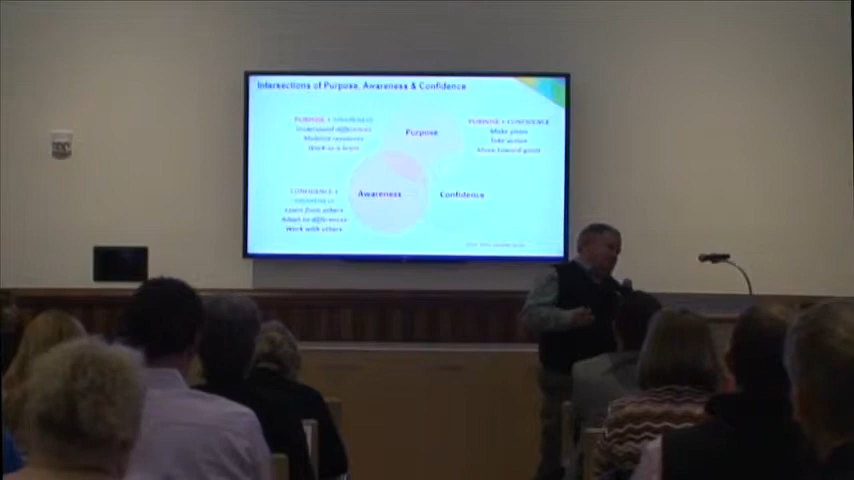 Intersections of Purpose, Awareness & Confidence
PURPOSE + AWARENESS
Understand differences
Mobilize resources
Work as a team
Purpose
PURPOSE + CONFIDENCE
Make plans
Take action
Move toward goals
Awareness
Confidence
CONFIDENCE +
AWARENESS
Learn from others
Adapt to differences
Work with others